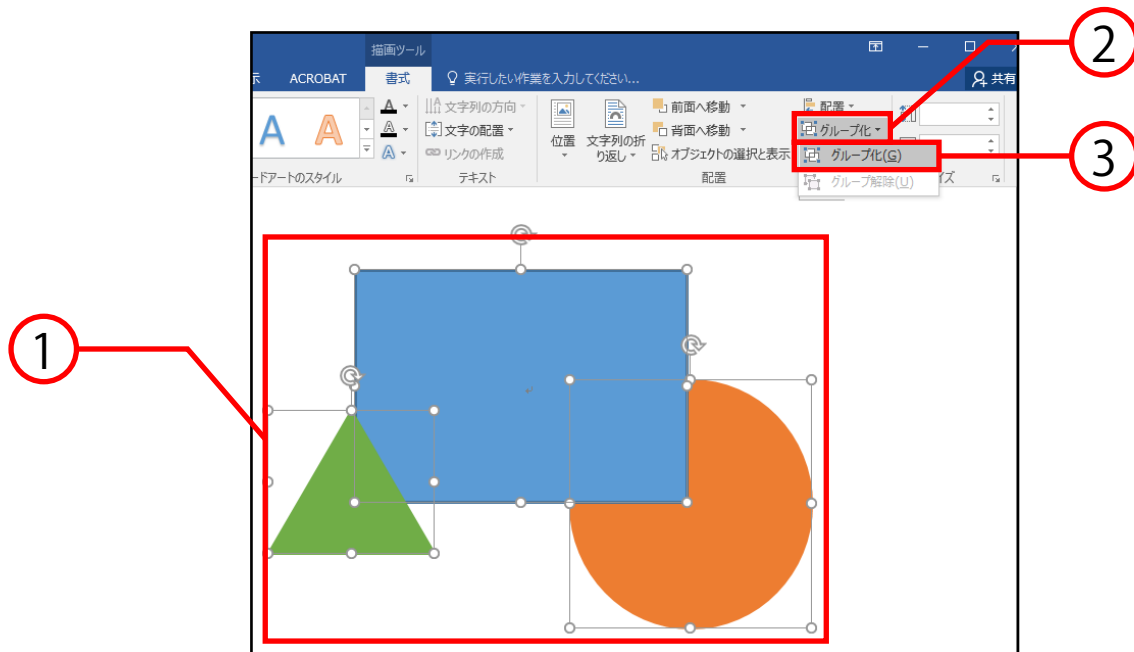 描画ツール
ACROBAT
書式
実行したい作業を入力してください...
共有
A
A
A
A
A
文字列の方向
文字の配置
リンクの作成
位置
文字列の折
り返し
前面へ移動
背面へ移動
オブジェクトの選択と表示
配置
グループ化
グループ化(G)
グループ解除(U)
ードアートのスタイル
テキスト
配置
イズ
1
2
3